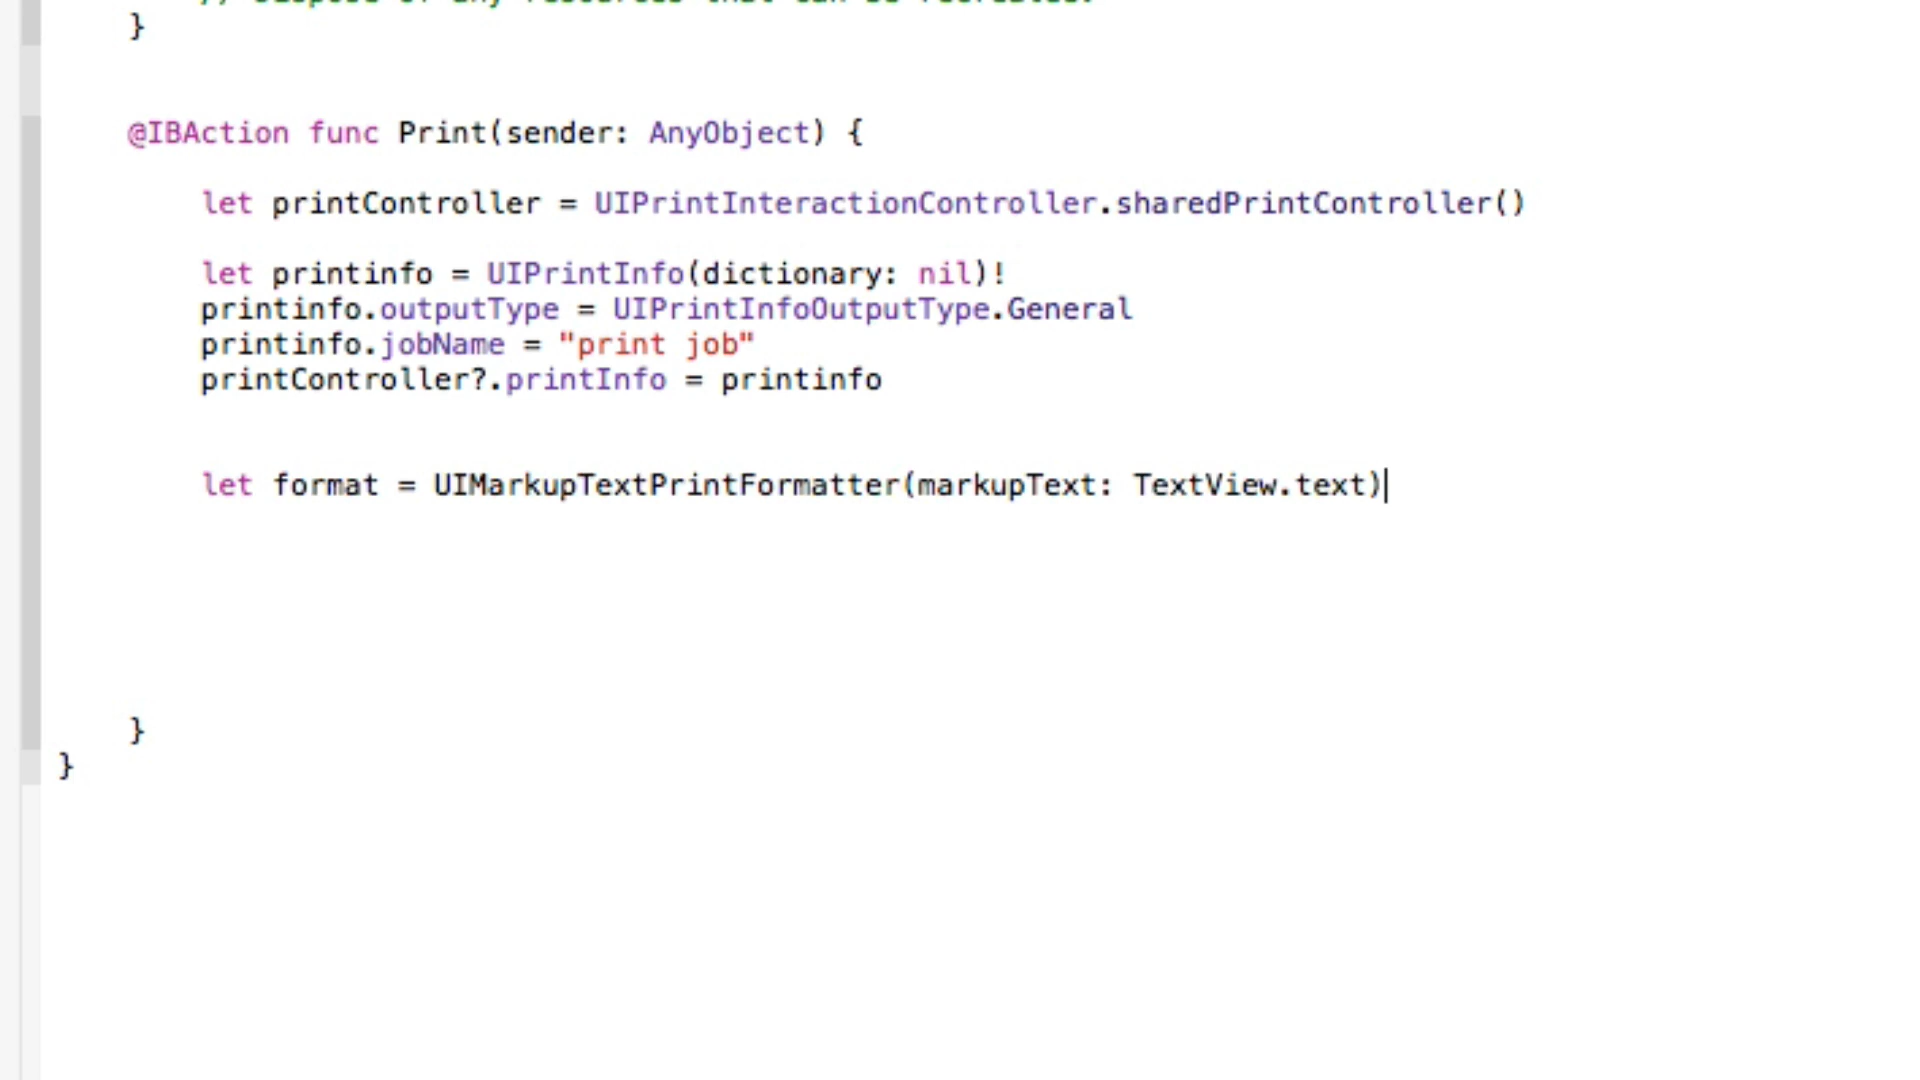 }
@IBAction func Print(sender: AnyObject) {
let printController = UIPrintInteractionController.sharedPrintController()
let printinfo = UIPrintInfo(dictionary: nil)!
printinfo.outputType = UIPrintInfoOutputType.General
printinfo.jobName = "print job"
printController?.printInfo = printinfo
let format = UIMarkupTextPrintFormatter(markupText: TextView.text)
}
}